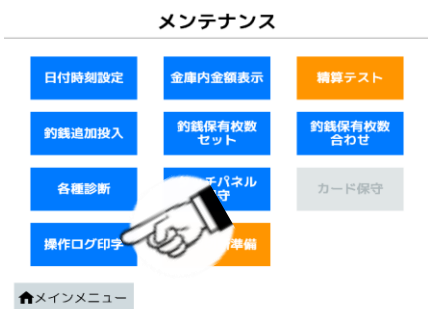 メンテナンス
日付時刻設定
金庫内金額表示
精算テスト
釣銭追加投入
釣銭保有枚数
セット
釣銭保有枚数
合わせ
各種診断
チパネル
守
カード保守
操作ログ印字
準備
メインメニュー